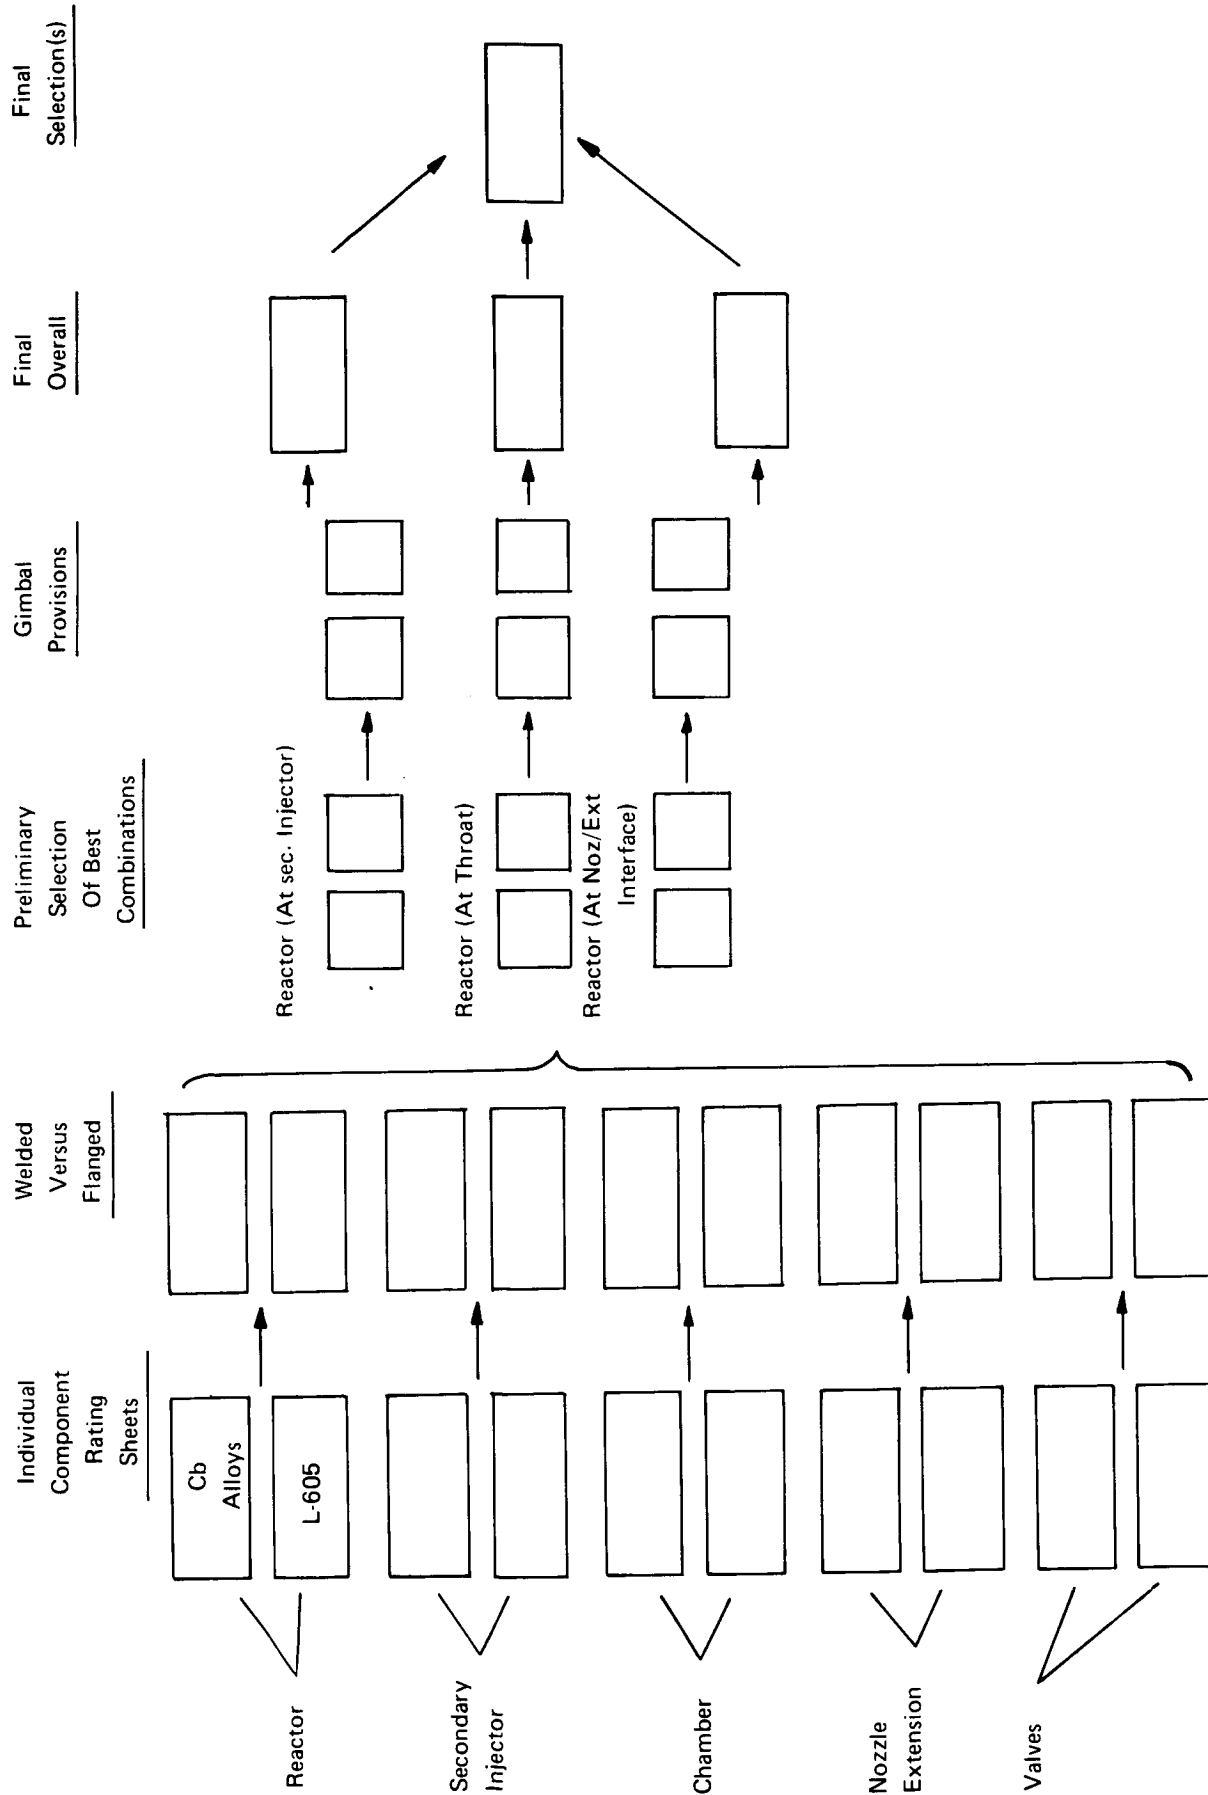 Individual
Component
Rating
Sheets
Welded
Versus
Flanged
Preliminary
Selection
Of Best
Combinations
Gimbal
Provisions
Final
Overall
Final
Selection(s)
Reactor
Cb
Alloys
L-605
Secondary
Injector
Chamber
Nozzle
Extension
Valves
Reactor (At sec. Injector)
Reactor (At Throat)
Reactor (At Noz/Ext
Interface)